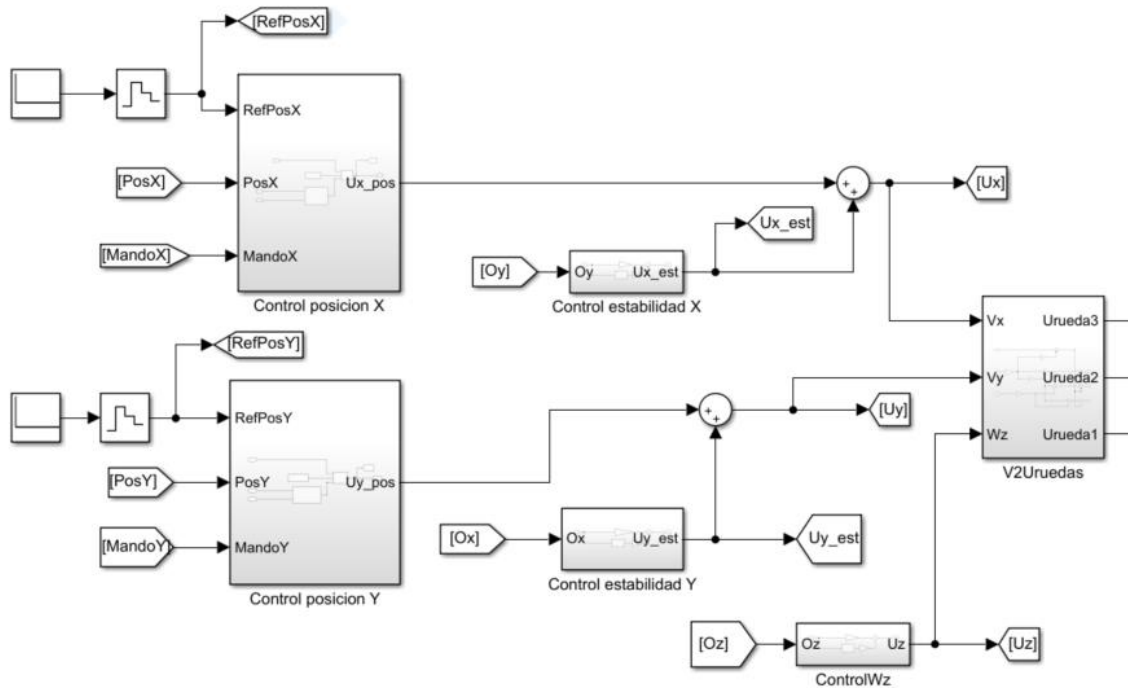 [RefPosX]
RefPosX
[PosX]
PosX
Ux_pos
[MandoX]
MandoX
Control posicion X
+
+
[Ux]
Ux_est
[Oy]
Oy
Ux_est
Control estabilidad X
[RefPosY]
RefPosY
[PosY]
PosY
Uy_pos
[MandoY]
MandoY
Control posicion Y
+
+
[Uy]
[Ox]
Ox
Uy_est
Uy_est
Control estabilidad Y
Vx
Urueda3
Vy
Urueda2
Wz
Urueda1
V2Uruedas
[Oz]
Oz
Uz
[Uz]
ControlWz